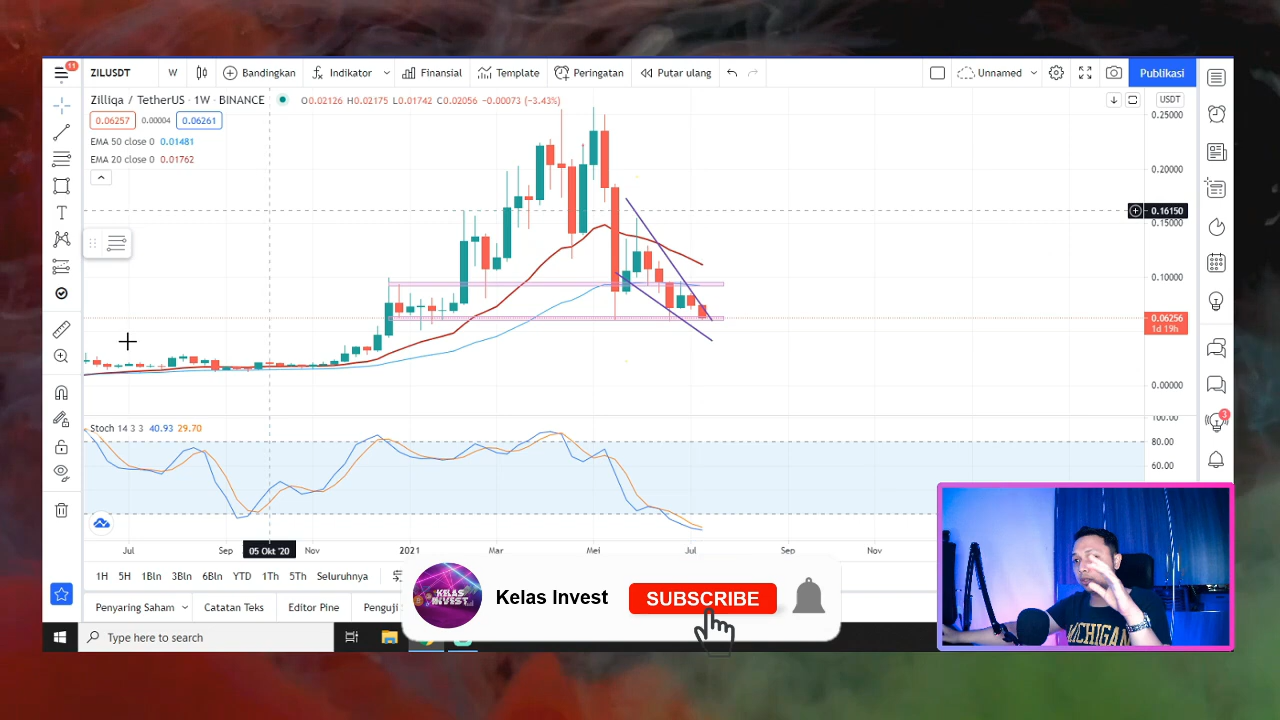 11
ZILUSDT
W
Bandingkan
Indikator
Finansial
Template
Peringatan
Putar ulang
Unnamed
Publikasi
Zilliqa / TetherUS · 1W · BINANCE
O0.02126 H0.02175 L0.01742 C0.02056 −0.00073 (−3.43%)
USDT
0.06257
0.00004
0.06261
EMA 50 close 0 0.01481
EMA 20 close 0 0.01762
0.25000
0.20000
0.16150
0.15000
0.10000
0.06256
1d 19h
0.00000
Stoch 14 3 3 40.93 29.70
100.00
80.00
60.00
3
Jul
Sep
05 Okt '20
Nov
2021
Mar
Mei
Jul
Sep
Nov
1H
5H
1Bln
3Bln
6Bln
YTD
1Th
5Th
Seluruhnya
Penyaring Saham
Catatan Teks
Editor Pine
Penguji
KELAS
INVEST
Kelas Invest
SUBSCRIBE
Type here to search
MICHIGAN